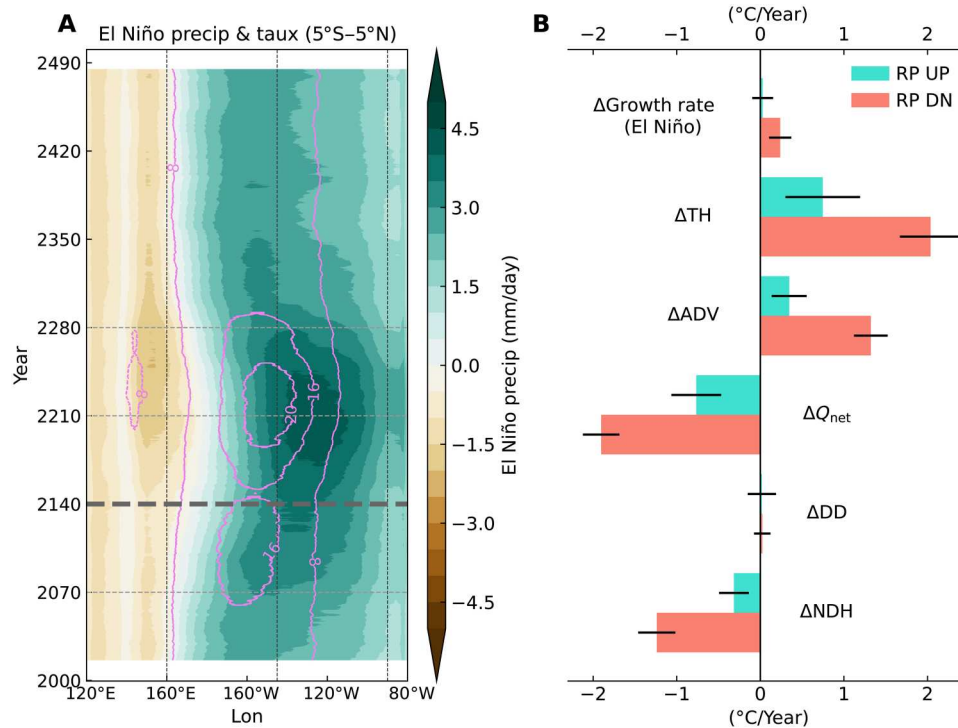 A
El Niño precip & taux (5°S–5°N)
2490
2420
2350
2280
2210
2140
2070
2000
Year
120°E
160°E
160°W
120°W
80°W
Lon
8
8
16
20
16
8
4.5
3.0
1.5
0.0
−1.5
−3.0
−4.5
El Niño precip (mm/day)
B
(°C/Year)
−2
−1
0
1
2
RP UP
RP DN
ΔGrowth rate
(El Niño)
ΔTH
ΔADV
ΔQnet
ΔDD
ΔNDH
−2
−1
0
1
2
(°C/Year)